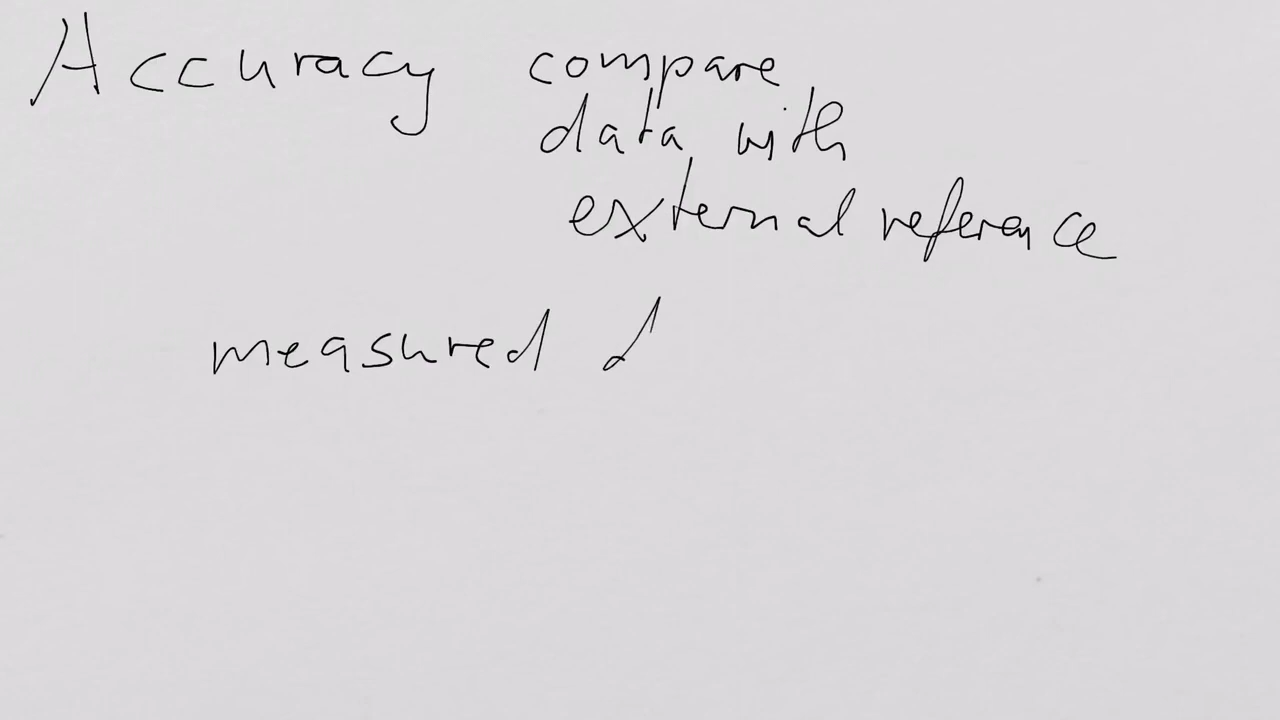 Accuracy compare
data with
external reference
measured d